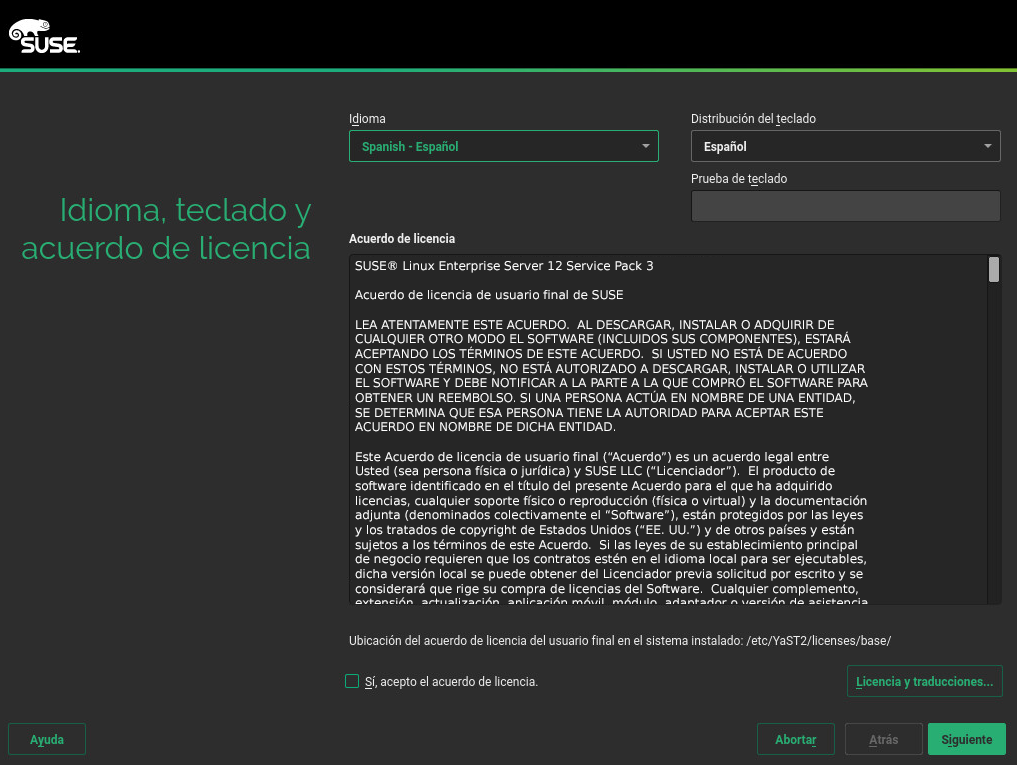 SUSE.
Idioma
Distribución del teclado
Spanish - Español
Español
Prueba de teclado
Idioma, teclado y
acuerdo de licencia
Acuerdo de licencia
SUSE® Linux Enterprise Server 12 Service Pack 3
Acuerdo de licencia de usuario final de SUSE
LEA ATENTAMENTE ESTE ACUERDO.  AL DESCARGAR, INSTALAR O ADQUIRIR DE
CUALQUIER OTRO MODO EL SOFTWARE (INCLUIDOS SUS COMPONENTES), ESTARÁ
ACEPTANDO LOS TÉRMINOS DE ESTE ACUERDO.  SI USTED NO ESTÁ DE ACUERDO
CON ESTOS TÉRMINOS, NO ESTÁ AUTORIZADO A DESCARGAR, INSTALAR O UTILIZAR
EL SOFTWARE Y DEBE NOTIFICAR A LA PARTE A LA QUE COMPRÓ EL SOFTWARE PARA
OBTENER UN REEMBOLSO. SI UNA PERSONA ACTÚA EN NOMBRE DE UNA ENTIDAD,
SE DETERMINA QUE ESA PERSONA TIENE LA AUTORIDAD PARA ACEPTAR ESTE
ACUERDO EN NOMBRE DE DICHA ENTIDAD.
Este Acuerdo de licencia de usuario final (“Acuerdo”) es un acuerdo legal entre
Usted (sea persona física o jurídica) y SUSE LLC (“Licenciador”).  El producto de
software identificado en el título del presente Acuerdo para el que ha adquirido
licencias, cualquier soporte físico o reproducción (física o virtual) y la documentación
adjunta (denominados colectivamente el “Software”), están protegidos por las leyes
y los tratados de copyright de Estados Unidos (“EE. UU.”) y de otros países y están
sujetos a los términos de este Acuerdo.  Si las leyes de su establecimiento principal
de negocio requieren que los contratos estén en el idioma local para ser ejecutables,
dicha versión local se puede obtener del Licenciador previa solicitud por escrito y se
considerará que rige su compra de licencias del Software.  Cualquier complemento,
extensión, actualización, aplicación móvil, módulo, adaptador o versión de asistencia
Ubicación del acuerdo de licencia del usuario final en el sistema instalado: /etc/YaST2/licenses/base/
Sí, acepto el acuerdo de licencia.
Licencia y traducciones...
Ayuda
Abortar
Atrás
Siguiente